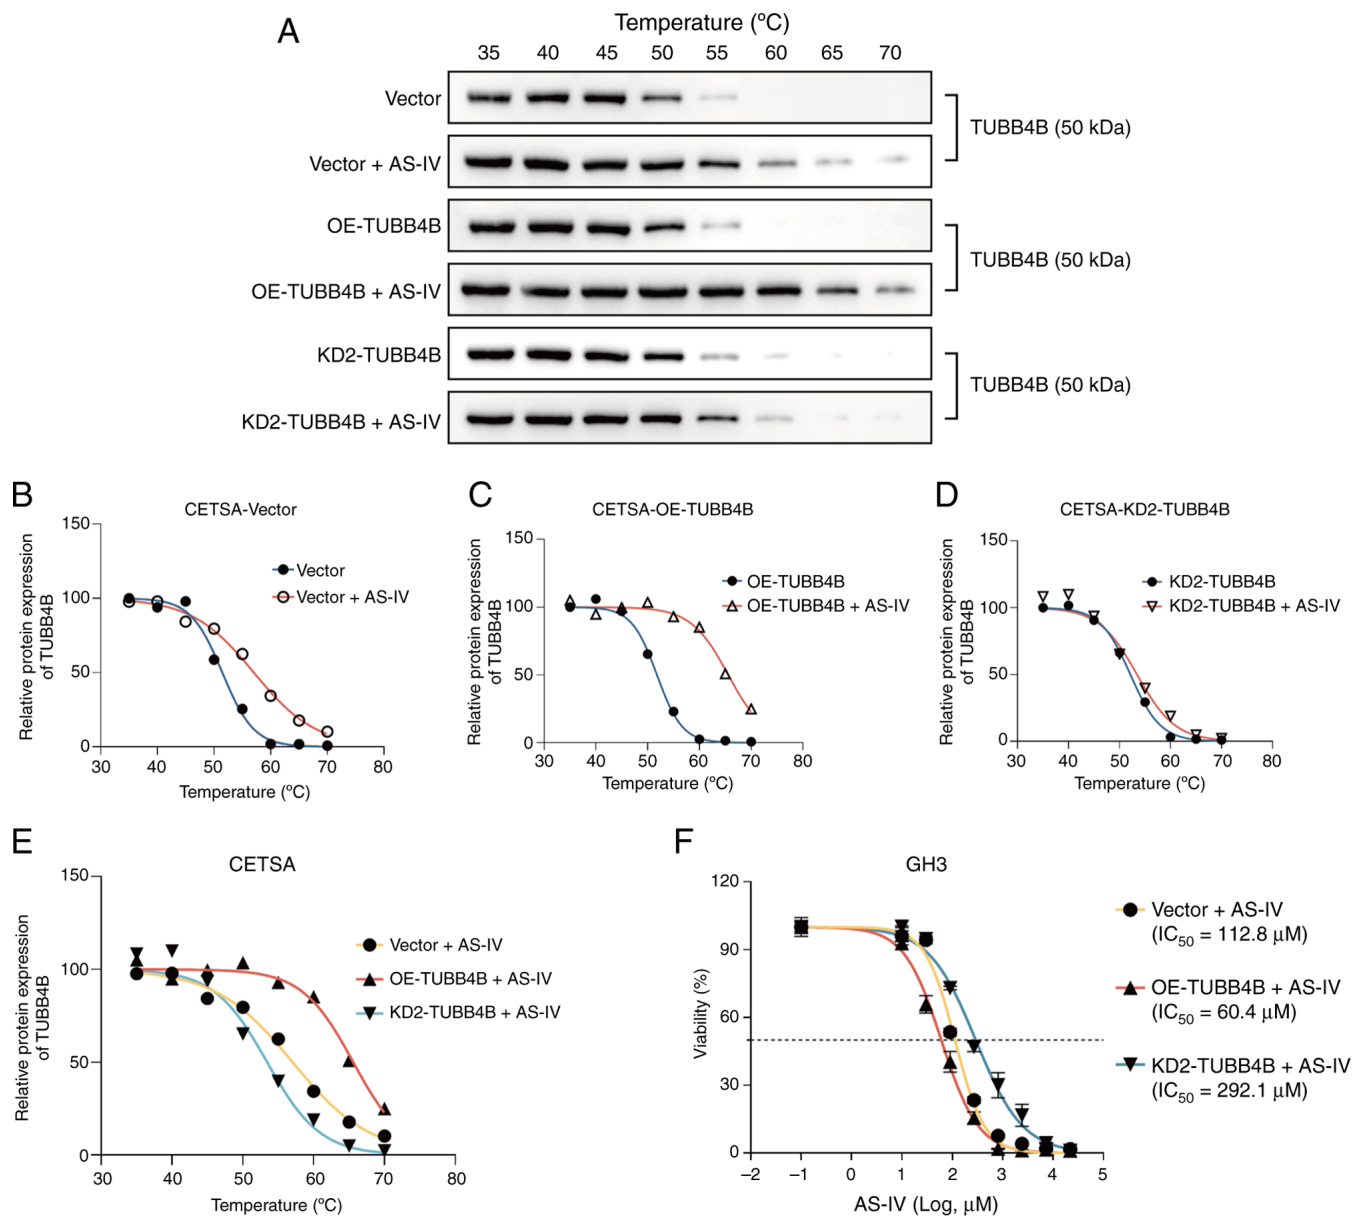 A
Temperature (ºC)
35 40 45 50 55 60 65 70
Vector
TUBB4B (50 kDa)
Vector + AS-IV
OE-TUBB4B
TUBB4B (50 kDa)
OE-TUBB4B + AS-IV
KD2-TUBB4B
TUBB4B (50 kDa)
KD2-TUBB4B + AS-IV
B
CETSA-Vector
Relative protein expression
of TUBB4B
150
100
50
0
30 40 50 60 70 80
Temperature (ºC)
Vector
Vector + AS-IV
C
CETSA-OE-TUBB4B
Relative protein expression
of TUBB4B
150
100
50
0
30 40 50 60 70 80
Temperature (ºC)
OE-TUBB4B
OE-TUBB4B + AS-IV
D
CETSA-KD2-TUBB4B
Relative protein expression
of TUBB4B
150
100
50
0
30 40 50 60 70 80
Temperature (ºC)
KD2-TUBB4B
KD2-TUBB4B + AS-IV
E
CETSA
Relative protein expression
of TUBB4B
150
100
50
0
30 40 50 60 70 80
Temperature (ºC)
Vector + AS-IV
OE-TUBB4B + AS-IV
KD2-TUBB4B + AS-IV
F
GH3
Viability (%)
120
90
60
30
0
−2 −1 0 1 2 3 4 5
AS-IV (Log, μM)
Vector + AS-IV
(IC50 = 112.8 μM)
OE-TUBB4B + AS-IV
(IC50 = 60.4 μM)
KD2-TUBB4B + AS-IV
(IC50 = 292.1 μM)